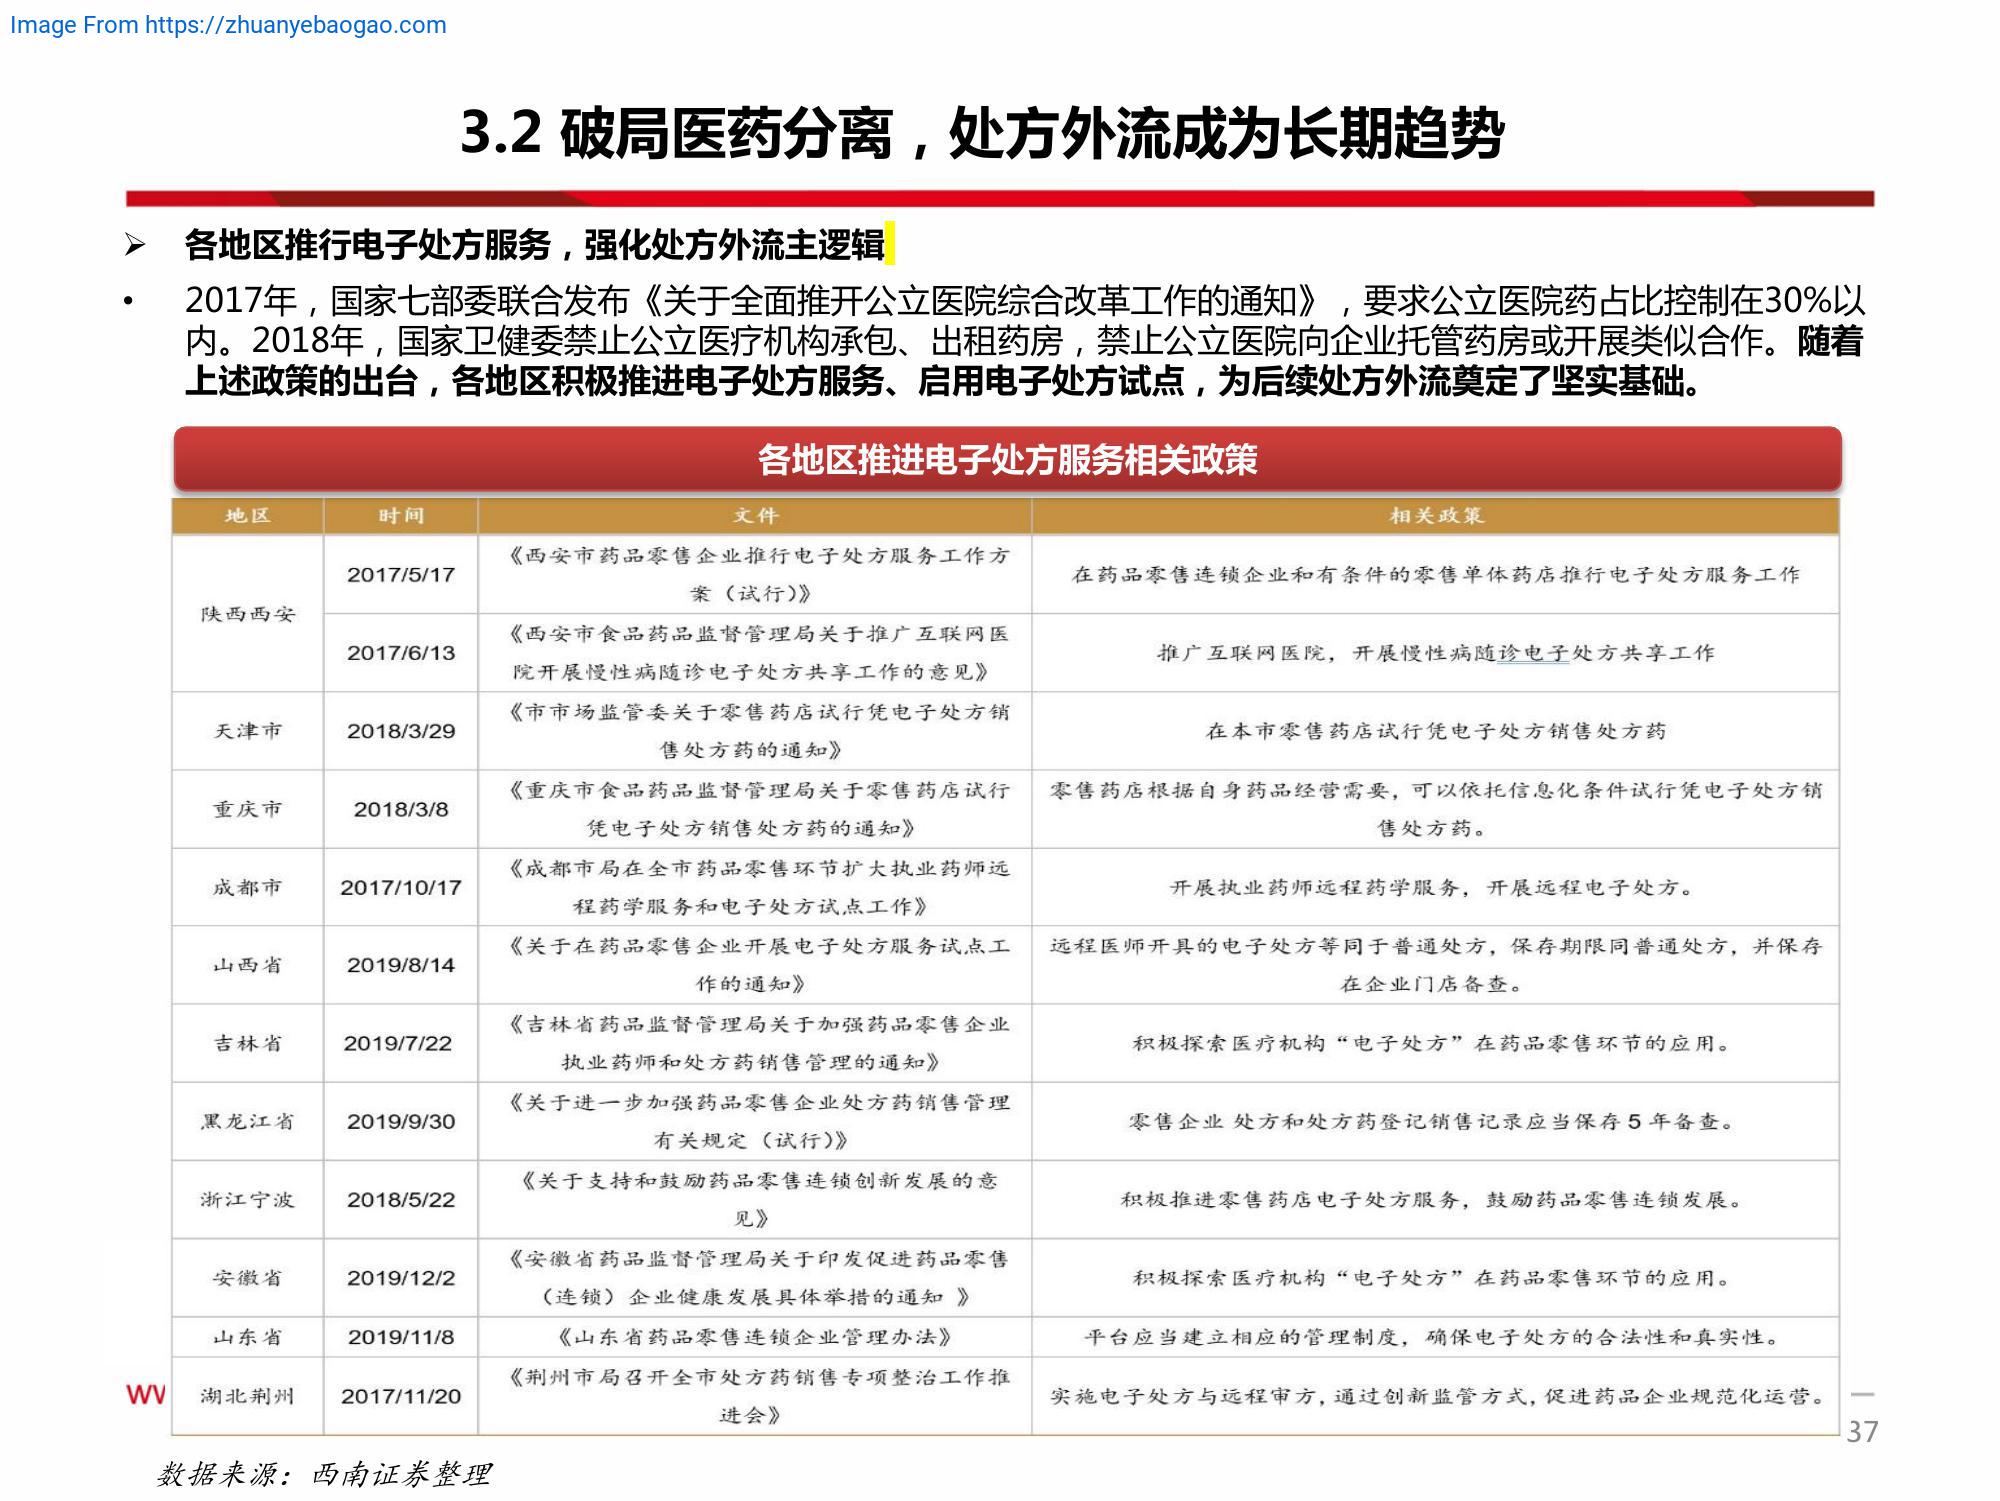 Image From https://zhuanyebaogao.com
3.2 破局医药分离，处方外流成为长期趋势
➢ 各地区推行电子处方服务，强化处方外流主逻辑
• 2017年，国家七部委联合发布《关于全面推开公立医院综合改革工作的通知》，要求公立医院药占比控制在30%以
内。2018年，国家卫健委禁止公立医疗机构承包、出租药房，禁止公立医院向企业托管药房或开展类似合作。随着
上述政策的出台，各地区积极推进电子处方服务、启用电子处方试点，为后续处方外流奠定了坚实基础。
各地区推进电子处方服务相关政策
地区 时间 文件 相关政策
陕西西安
2017/5/17
《西安市药品零售企业推行电子处方服务工作方
案（试行）》
在药品零售连锁企业和有条件的零售单体药店推行电子处方服务工作
2017/6/13
《西安市食品药品监督管理局关于推广互联网医
院开展慢性病随诊电子处方共享工作的意见》
推广互联网医院，开展慢性病随诊电子处方共享工作
天津市
2018/3/29
《市市场监管委关于零售药店试行凭电子处方销
售处方药的通知》
在本市零售药店试行凭电子处方销售处方药
重庆市
2018/3/8
《重庆市食品药品监督管理局关于零售药店试行
凭电子处方销售处方药的通知》
零售药店根据自身药品经营需要，可以依托信息化条件试行凭电子处方销
售处方药。
成都市
2017/10/17
《成都市局在全市药品零售环节扩大执业药师远
程药学服务和电子处方试点工作》
开展执业药师远程药学服务，开展远程电子处方。
山西省
2019/8/14
《关于在药品零售企业开展电子处方服务试点工
作的通知》
远程医师开具的电子处方等同于普通处方，保存期限同普通处方，并保存
在企业门店备查。
吉林省
2019/7/22
《吉林省药品监督管理局关于加强药品零售企业
执业药师和处方药销售管理的通知》
积极探索医疗机构“电子处方”在药品零售环节的应用。
黑龙江省
2019/9/30
《关于进一步加强药品零售企业处方药销售管理
有关规定（试行）》
零售企业 处方和处方药登记销售记录应当保存 5 年备查。
浙江宁波
2018/5/22
《关于支持和鼓励药品零售连锁创新发展的意
见》
积极推进零售药店电子处方服务，鼓励药品零售连锁发展。
安徽省
2019/12/2
《安徽省药品监督管理局关于印发促进药品零售
（连锁）企业健康发展具体举措的通知 》
积极探索医疗机构“电子处方”在药品零售环节的应用。
山东省
2019/11/8
《山东省药品零售连锁企业管理办法》
平台应当建立相应的管理制度，确保电子处方的合法性和真实性。
湖北荆州
2017/11/20
《荆州市局召开全市处方药销售专项整治工作推
进会》
实施电子处方与远程审方，通过创新监管方式，促进药品企业规范化运营。
37
数据来源：西南证券整理